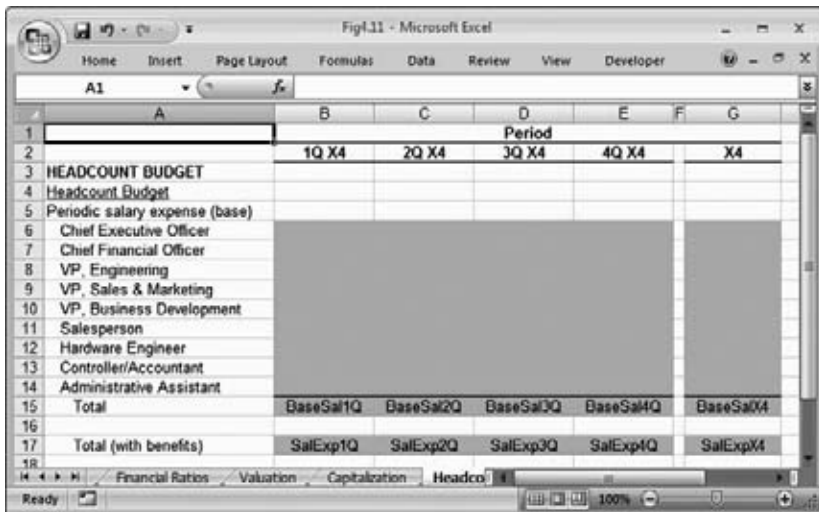 Fig4.11 - Microsoft Excel
Home Insert Page Layout Formulas Data Review View Developer
A1 fx
A B C D E F G
1 Period
2 1Q X4 2Q X4 3Q X4 4Q X4 X4
3 HEADCOUNT BUDGET
4 Headcount Budget
5 Periodic salary expense (base)
6 Chief Executive Officer
7 Chief Financial Officer
8 VP, Engineering
9 VP, Sales & Marketing
10 VP, Business Development
11 Salesperson
12 Hardware Engineer
13 Controller/Accountant
14 Administrative Assistant
15 Total BaseSal1Q BaseSal2Q BaseSal3Q BaseSal4Q BaseSalX4
16
17 Total (with benefits) SalExp1Q SalExp2Q SalExp3Q SalExp4Q SalExpX4
18
Financial Ratios Valuation Capitalization Headco
Ready 100%